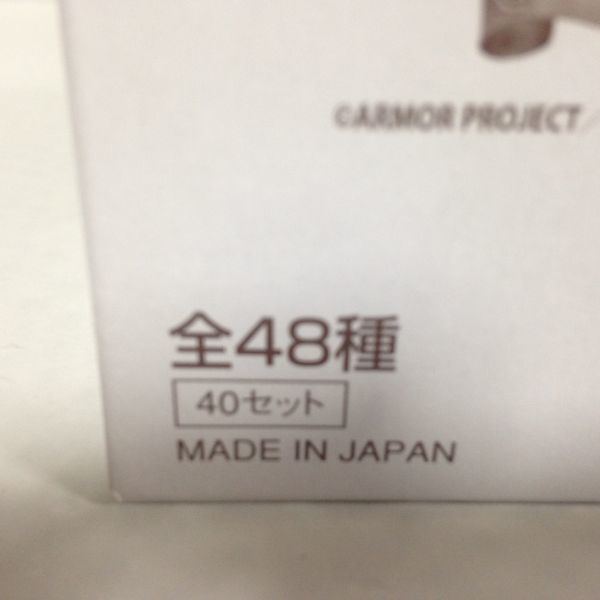 ©ARMOR PROJECT/
全48種
40セット
MADE IN JAPAN